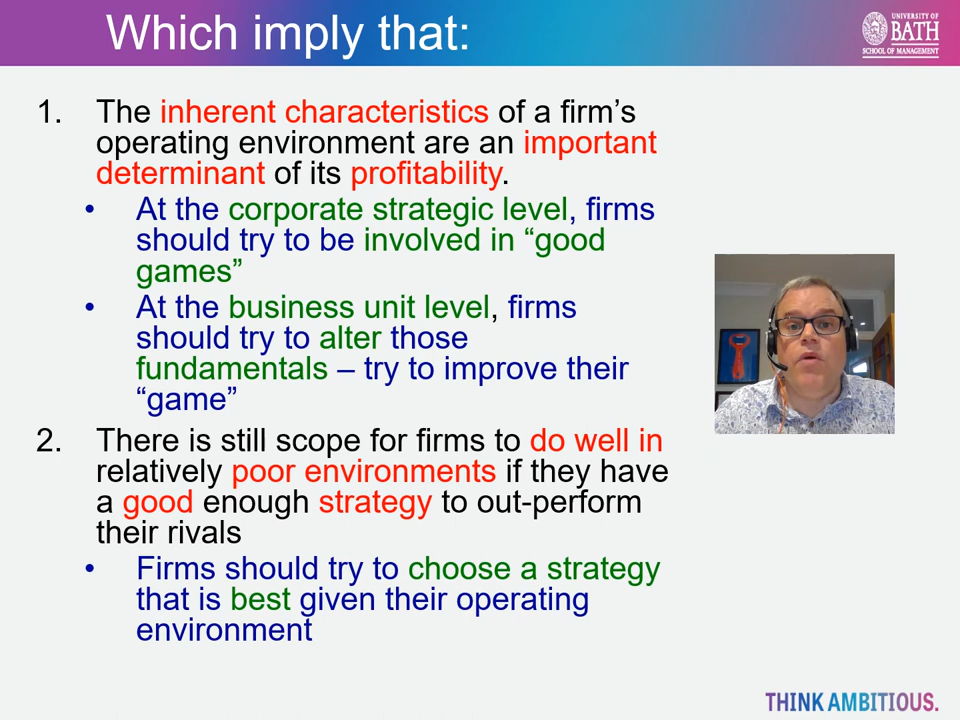 Which imply that:
UNIVERSITY OF
BATH
SCHOOL OF MANAGEMENT
1. The inherent characteristics of a firm’s
operating environment are an important
determinant of its profitability.
• At the corporate strategic level, firms
should try to be involved in “good
games”
• At the business unit level, firms
should try to alter those
fundamentals – try to improve their
“game”
2. There is still scope for firms to do well in
relatively poor environments if they have
a good enough strategy to out-perform
their rivals
• Firms should try to choose a strategy
that is best given their operating
environment
THINK AMBITIOUS.